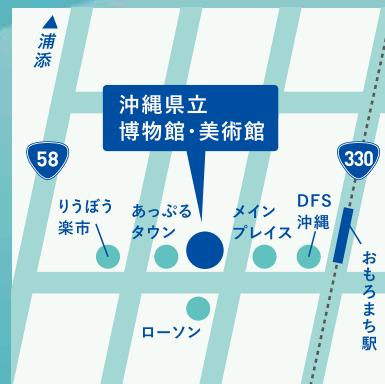 浦添
沖縄県立
博物館・美術館
58
330
りうぼう
楽市
あっぷる
タウン
メイン
プレイス
DFS
沖縄
おもろまち駅
ローソン